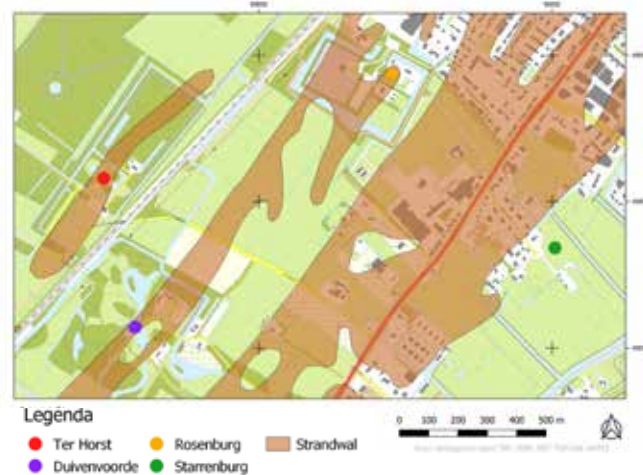 Legenda
Ter Horst
Rosenburg
Strandwal
Duivenvoorde
Starrenburg
0 100 200 300 400 500 m